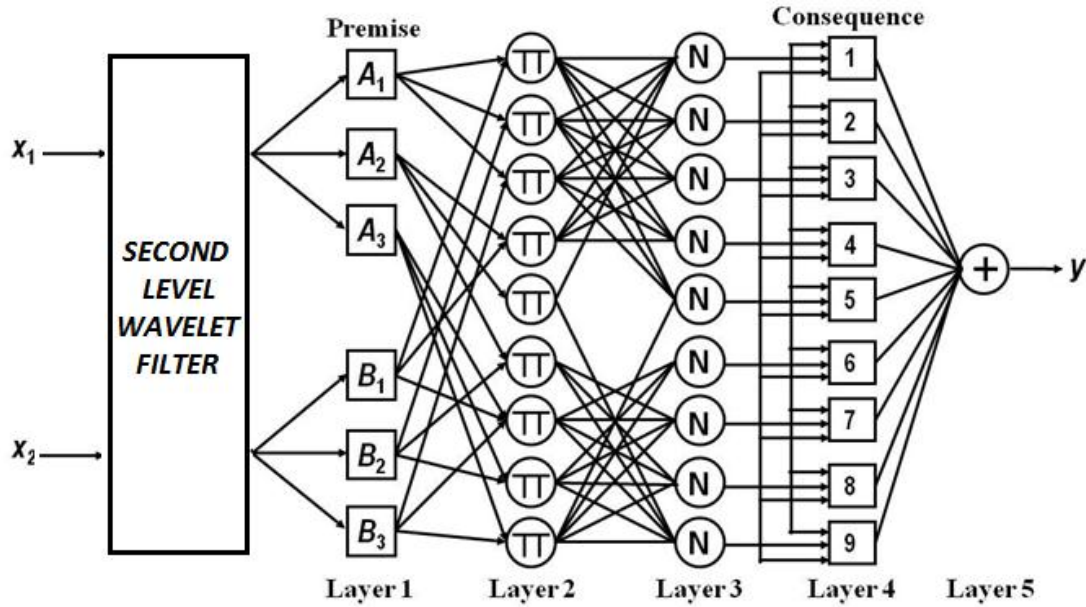 Premise
Consequence
x1
x2
SECOND
LEVEL
WAVELET
FILTER
A1
A2
A3
B1
B2
B3
Π
Π
Π
Π
Π
Π
Π
Π
Π
N
N
N
N
N
N
N
N
N
1
2
3
4
5
6
7
8
9
+
y
Layer 1
Layer 2
Layer 3
Layer 4
Layer 5